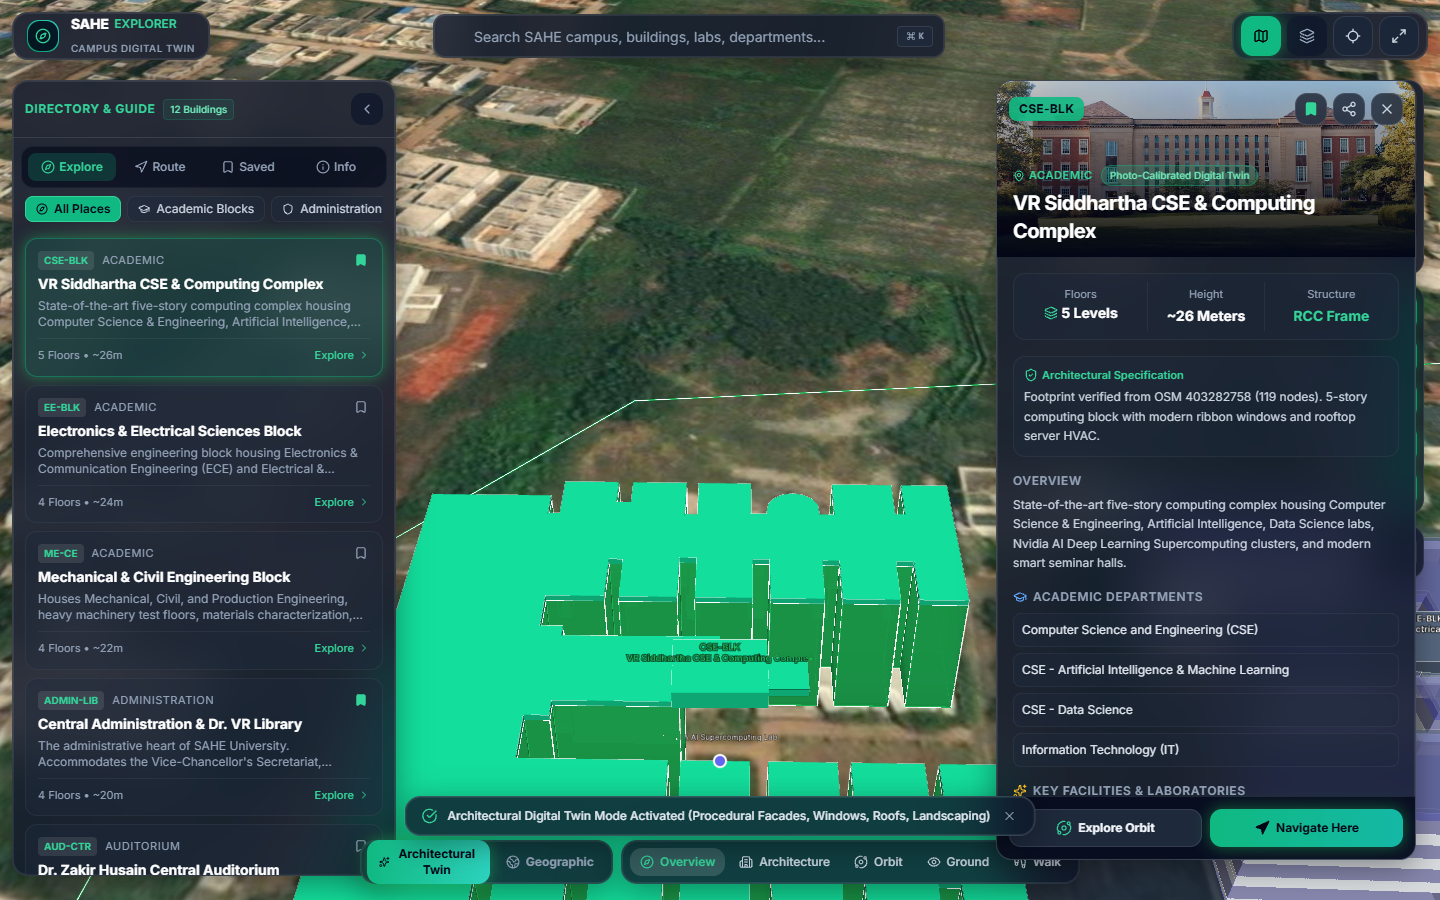 SAHE EXPLORER
CAMPUS DIGITAL TWIN
Search SAHE campus, buildings, labs, departments...
⌘ K
DIRECTORY & GUIDE
12 Buildings
Explore
Route
Saved
Info
All Places
Academic Blocks
Administration
CSE-BLK ACADEMIC
VR Siddhartha CSE & Computing Complex
State-of-the-art five-story computing complex housing
Computer Science & Engineering, Artificial Intelligence,...
5 Floors • ~26m
Explore
EE-BLK ACADEMIC
Electronics & Electrical Sciences Block
Comprehensive engineering block housing Electronics &
Communication Engineering (ECE) and Electrical &...
4 Floors • ~24m
Explore
ME-CE ACADEMIC
Mechanical & Civil Engineering Block
Houses Mechanical, Civil, and Production Engineering,
heavy machinery test floors, materials characterization,...
4 Floors • ~22m
Explore
ADMIN-LIB ADMINISTRATION
Central Administration & Dr. VR Library
The administrative heart of SAHE University.
Accommodates the Vice-Chancellor's Secretariat,...
4 Floors • ~20m
Explore
AUD-CTR AUDITORIUM
Dr. Zakir Husain Central Auditorium
CSE-BLK
VR Siddhartha CSE & Computing
AI Supercomputing Lab
Architectural Digital Twin Mode Activated (Procedural Facades, Windows, Roofs, Landscaping)
Architectural
Twin
Geographic
Overview
Architecture
Orbit
Ground
Walk
CSE-BLK
ACADEMIC
Photo-Calibrated Digital Twin
VR Siddhartha CSE & Computing
Complex
Floors
5 Levels
Height
~26 Meters
Structure
RCC Frame
Architectural Specification
Footprint verified from OSM 403282758 (119 nodes). 5-story
computing block with modern ribbon windows and rooftop
server HVAC.
OVERVIEW
State-of-the-art five-story computing complex housing Computer
Science & Engineering, Artificial Intelligence, Data Science labs,
Nvidia AI Deep Learning Supercomputing clusters, and modern
smart seminar halls.
ACADEMIC DEPARTMENTS
Computer Science and Engineering (CSE)
CSE - Artificial Intelligence & Machine Learning
CSE - Data Science
Information Technology (IT)
KEY FACILITIES & LABORATORIES
Explore Orbit
Navigate Here